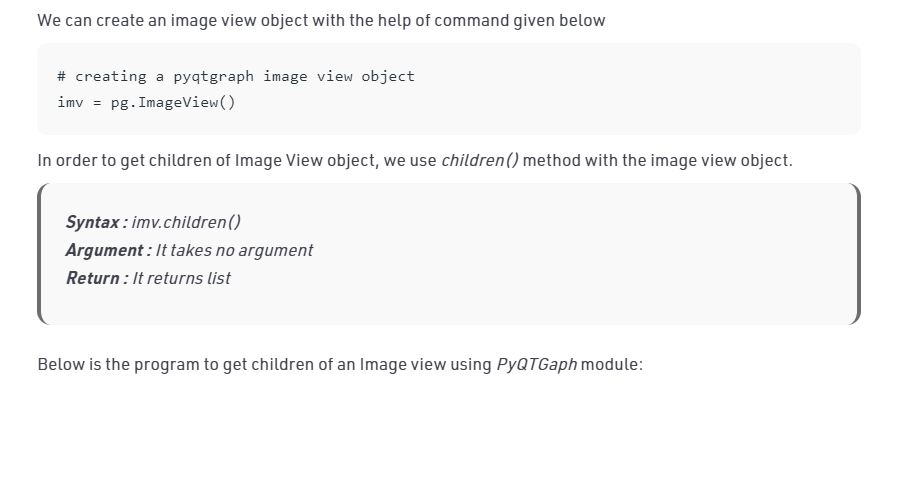 We can create an image view object with the help of command given below
# creating a pyqtgraph image view object
imv = pg.ImageView()
In order to get children of Image View object, we use children() method with the image view object.
Syntax : imv.children()
Argument : It takes no argument
Return : It returns list
Below is the program to get children of an Image view using PyQTGaph module: